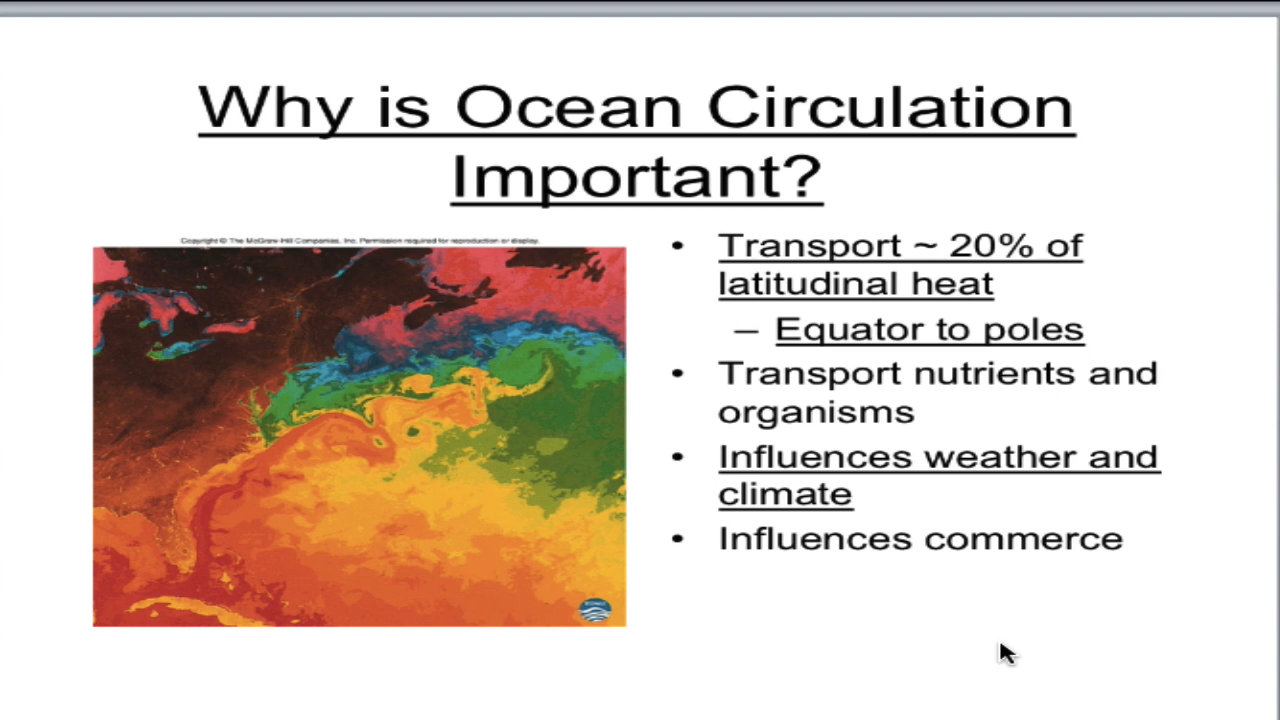 Why is Ocean Circulation
Important?
Copyright © The McGraw-Hill Companies, Inc. Permission required for reproduction or display.
• Transport ~ 20% of
latitudinal heat
– Equator to poles
• Transport nutrients and
organisms
• Influences weather and
climate
• Influences commerce